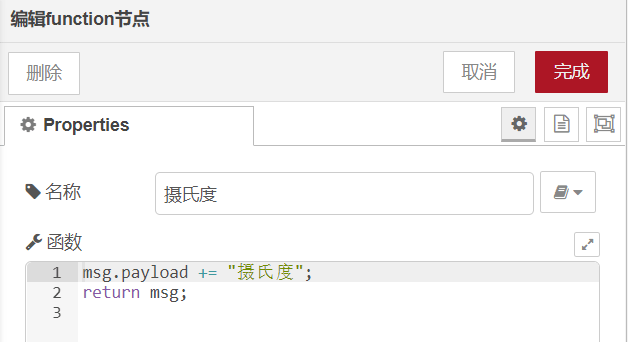 编辑function节点
删除
取消
完成
Properties
名称
摄氏度
函数
1 msg.payload += "摄氏度";
2 return msg;
3